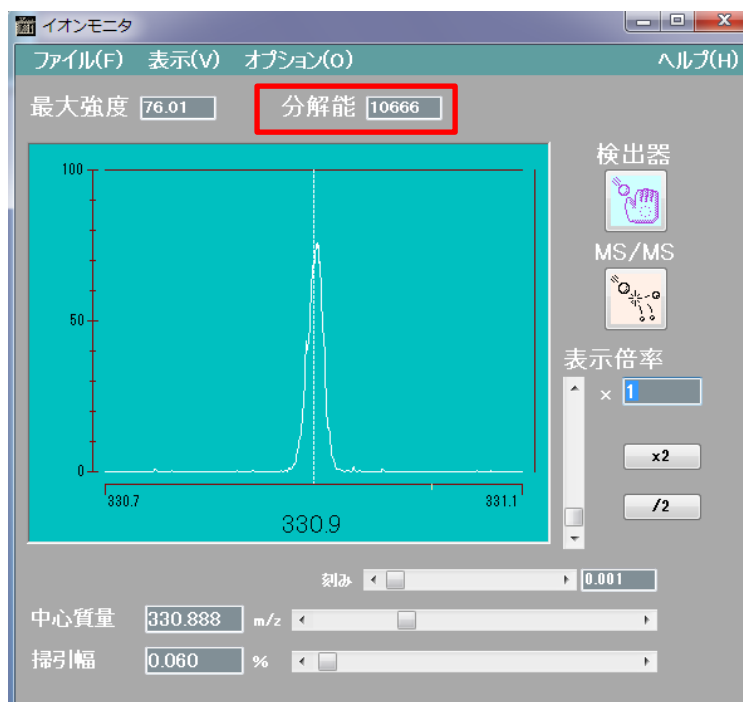 イオンモニタ
ファイル(F) 表示(V) オプション(O) ヘルプ(H)
最大強度 76.01 分解能 10666
検出器
100
MS/MS
50
表示倍率
× 1
0
x2
330.7 331.1
/2
330.9
刻み 0.001
中心質量 330.888 m/z
掃引幅 0.060 %